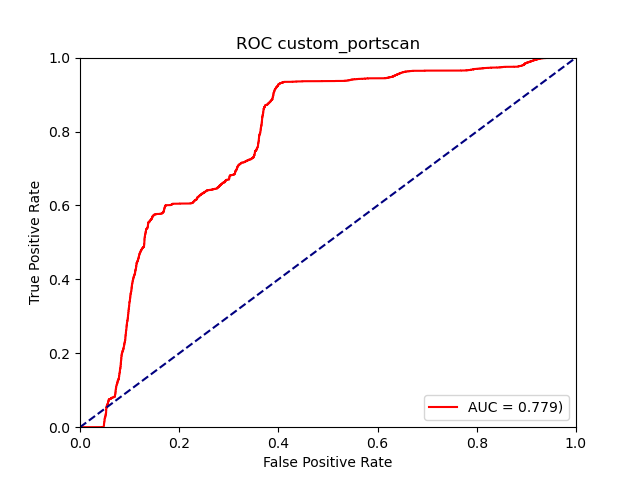 ROC custom_portscan
True Positive Rate
1.0
0.8
0.6
0.4
0.2
0.0
0.0 0.2 0.4 0.6 0.8 1.0
False Positive Rate
AUC = 0.779)